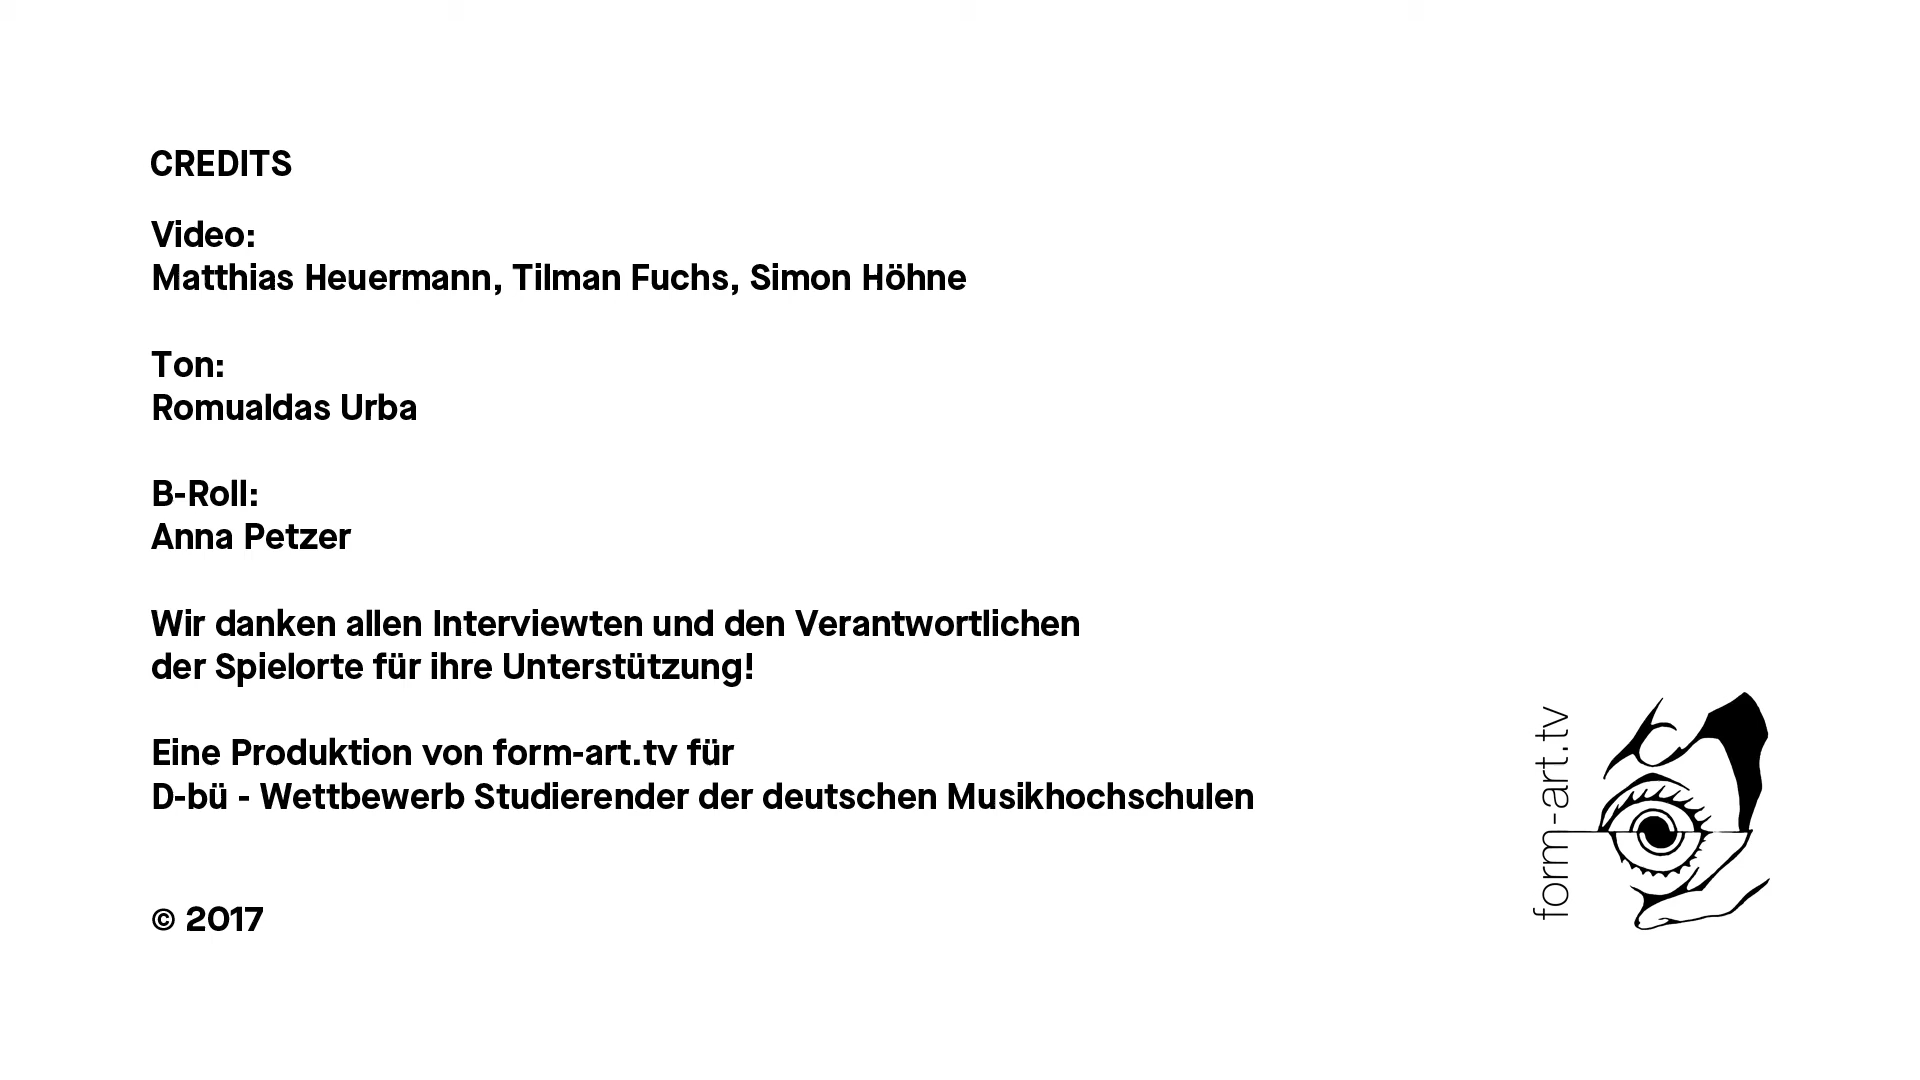 CREDITS
Video:
Matthias Heuermann, Tilman Fuchs, Simon Höhne
Ton:
Romualdas Urba
B-Roll:
Anna Petzer
Wir danken allen Interviewten und den Verantwortlichen
der Spielorte für ihre Unterstützung!
Eine Produktion von form-art.tv für
D-bü - Wettbewerb Studierender der deutschen Musikhochschulen
© 2017
form-art.tv